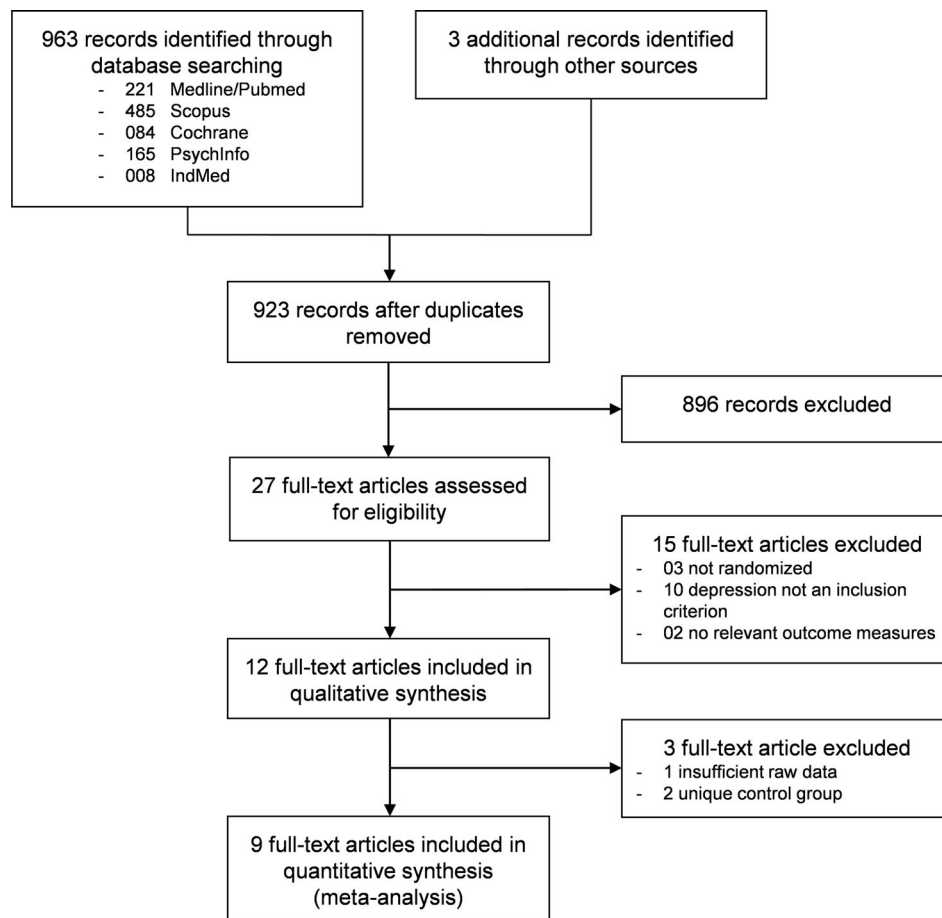 963 records identified through
database searching
- 221 Medline/Pubmed
- 485 Scopus
- 084 Cochrane
- 165 PsychInfo
- 008 IndMed
3 additional records identified
through other sources
923 records after duplicates
removed
896 records excluded
27 full-text articles assessed
for eligibility
15 full-text articles excluded
- 03 not randomized
- 10 depression not an inclusion
criterion
- 02 no relevant outcome measures
12 full-text articles included in
qualitative synthesis
3 full-text article excluded
- 1 insufficient raw data
- 2 unique control group
9 full-text articles included in
quantitative synthesis
(meta-analysis)